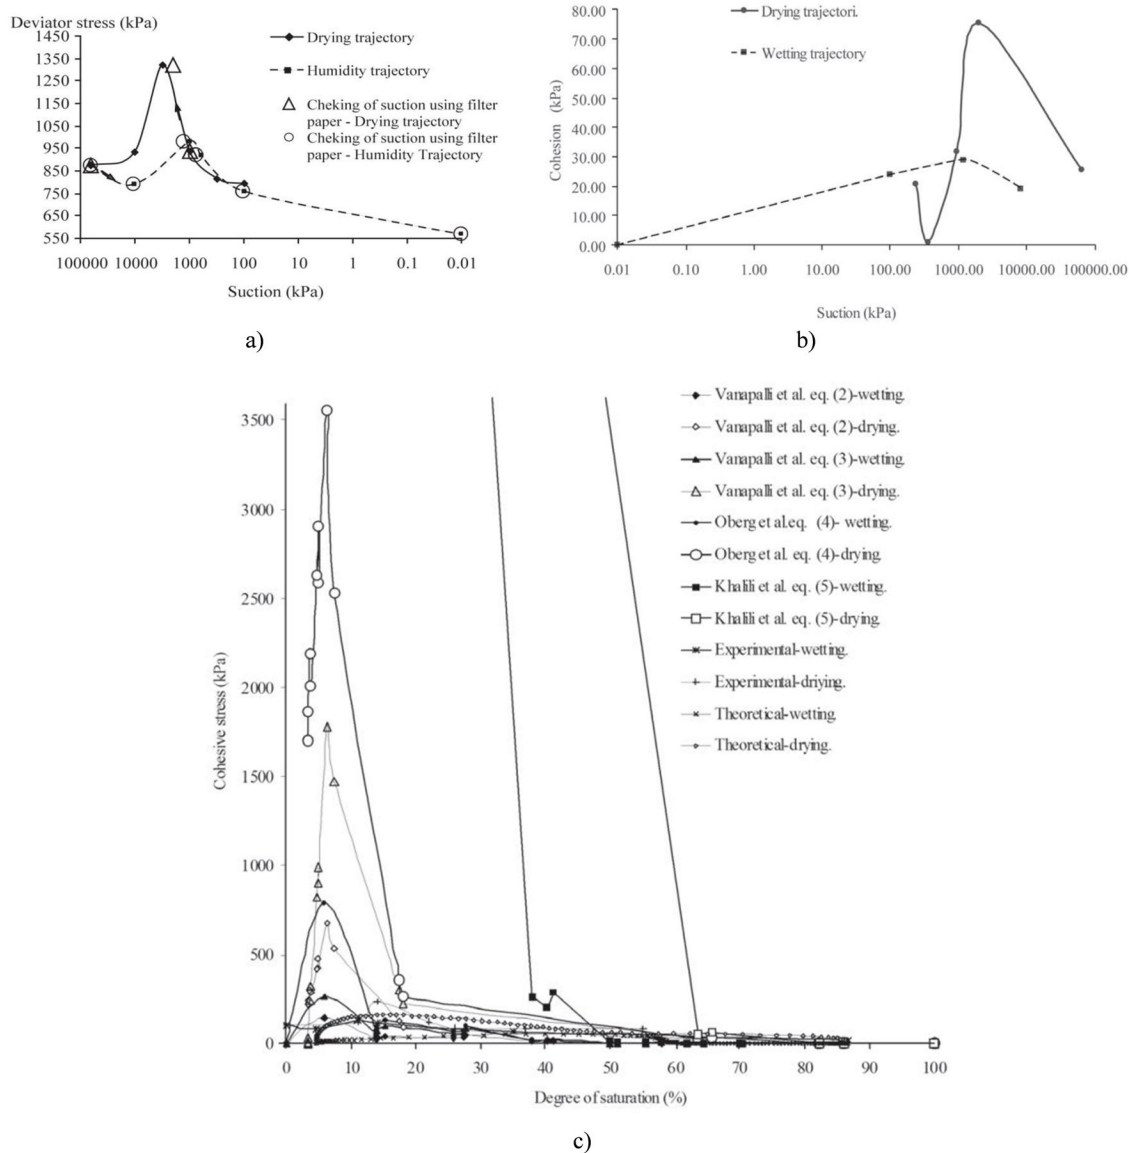 Deviator stress (kPa)
1450
1350
1250
1150
1050
950
850
750
650
550
100000 10000 1000 100 10 1 0.1 0.01
Suction (kPa)
Drying trajectory
Humidity trajectory
Cheking of suction using filter
paper - Drying trajectory
Cheking of suction using filter
paper - Humidity Trajectory
a)
80.00
70.00
60.00
50.00
40.00
30.00
20.00
10.00
0.00
Cohesion (kPa)
0.01 0.10 1.00 10.00 100.00 1000.00 10000.00 100000.00
Suction (kPa)
Drying trajectori.
Wetting trajectory
b)
3500
3000
2500
2000
1500
1000
500
0
Cohesive stress (kPa)
0 10 20 30 40 50 60 70 80 90 100
Degree of saturation (%)
Vanapalli et al. eq. (2)-wetting.
Vanapalli et al. eq. (2)-drying.
Vanapalli et al. eq. (3)-wetting.
Vanapalli et al. eq. (3)-drying.
Oberg et al.eq. (4)- wetting.
Oberg et al. eq. (4)-drying.
Khalili et al. eq. (5)-wetting.
Khalili et al. eq. (5)-drying.
Experimental-wetting.
Experimental-driying.
Theoretical-wetting.
Theoretical-drying.
c)